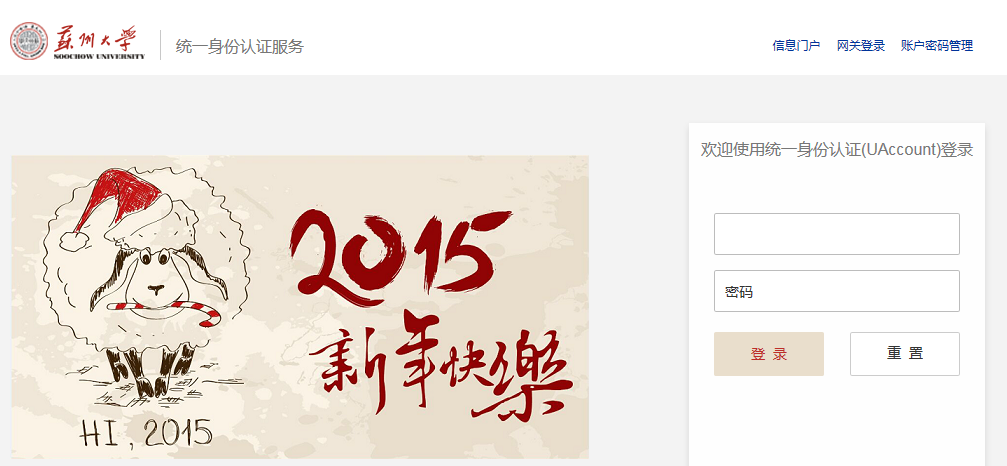 蘇州大學
SOOCHOW UNIVERSITY
统一身份认证服务
信息门户 网关登录 账户密码管理
欢迎使用统一身份认证(UAccount)登录
密码
登 录 重 置
2015
新年快樂
HI, 2015